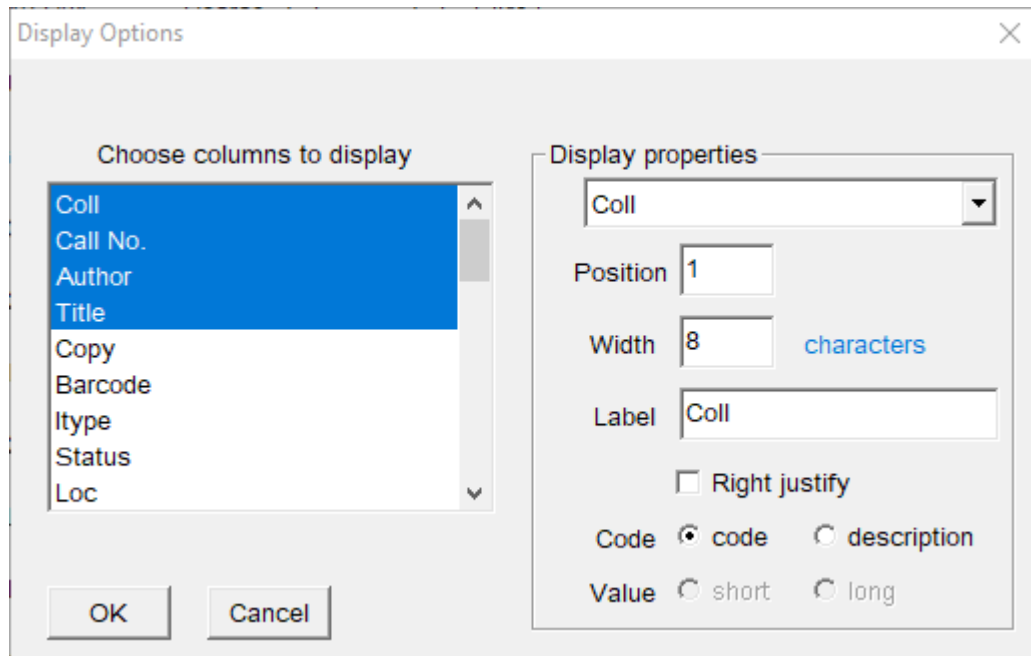 Display Options
Choose columns to display
Coll
Call No.
Author
Title
Copy
Barcode
Itype
Status
Loc
OK
Cancel
Display properties
Coll
Position 1
Width 8 characters
Label Coll
Right justify
Code code description
Value short long